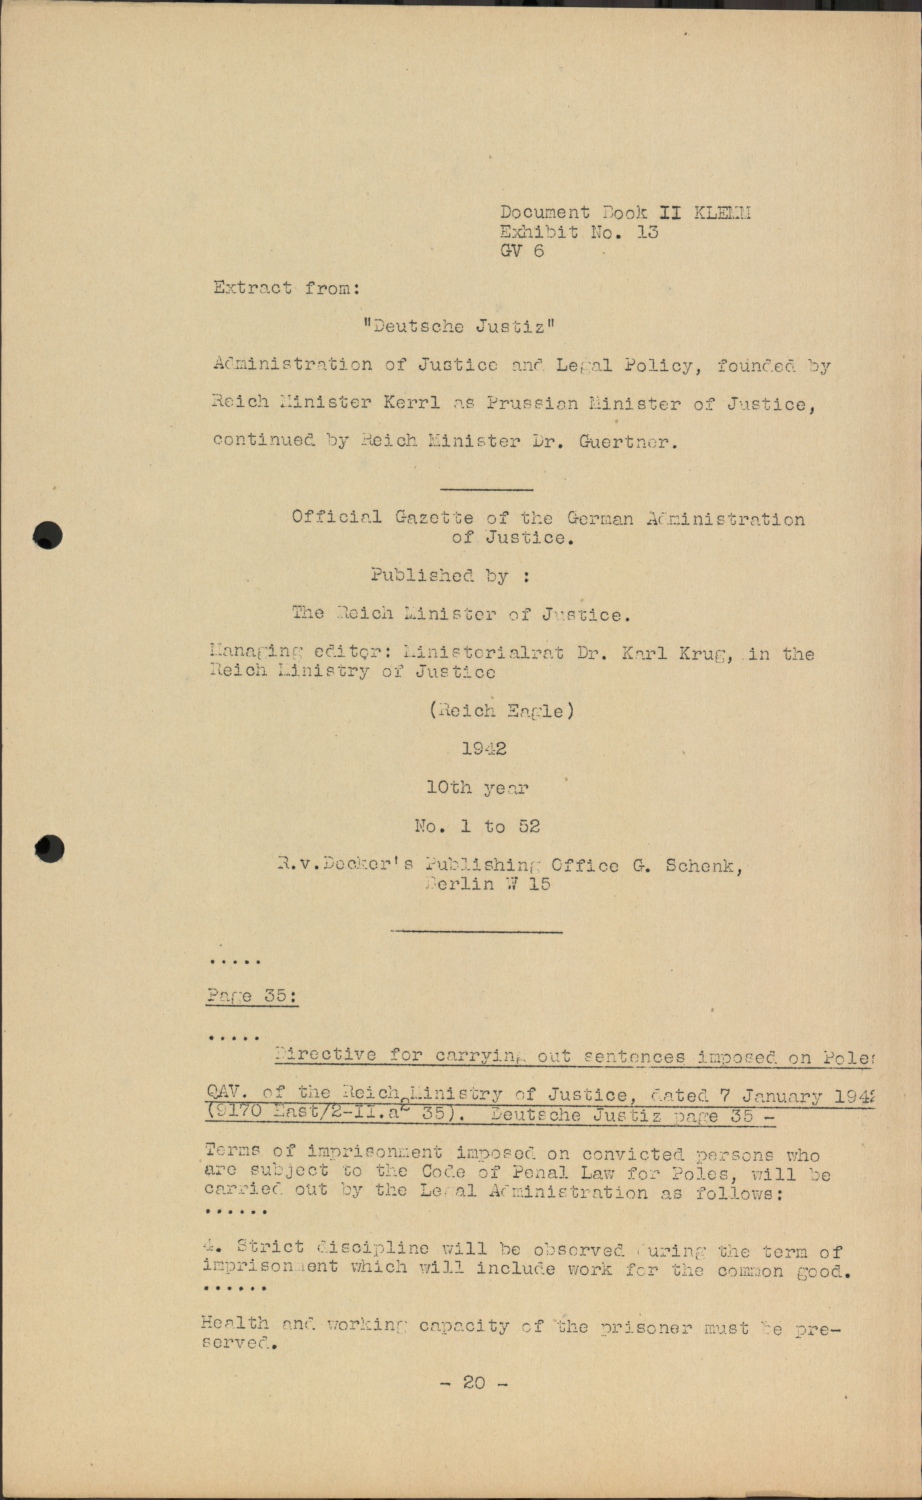 Document Book II KLEMM
Exhibit No. 13
GV 6
Extract from:
"Deutsche Justiz"
Administration of Justice and Legal Policy, founded by
Reich Minister Kerrl as Prussian Minister of Justice,
continued by Reich Minister Dr. Guertner.
Official Gazette of the German Administration
of Justice.
Published by :
The Reich Minister of Justice.
Managing editor: Ministerialrat Dr. Karl Krug, in the
Reich Ministry of Justice
(Reich Eagle)
1942
10th year
No. 1 to 52
R.v.Decker's Publishing Office G. Schenk,
Berlin W 15
.....
Page 35:
.....
Directive for carrying out sentences imposed on Poles
QAV. of the Reich Ministry of Justice, dated 7 January 1942
(9170 East/2-II.a2 35). Deutsche Justiz page 35 -
Terms of imprisonment imposed on convicted persons who
are subject to the Code of Penal Law for Poles, will be
carried out by the Legal Administration as follows:
......
4. Strict discipline will be observed during the term of
imprisonment which will include work for the common good.
......
Health and working capacity of the prisoner must be pre-
served.
- 20 -